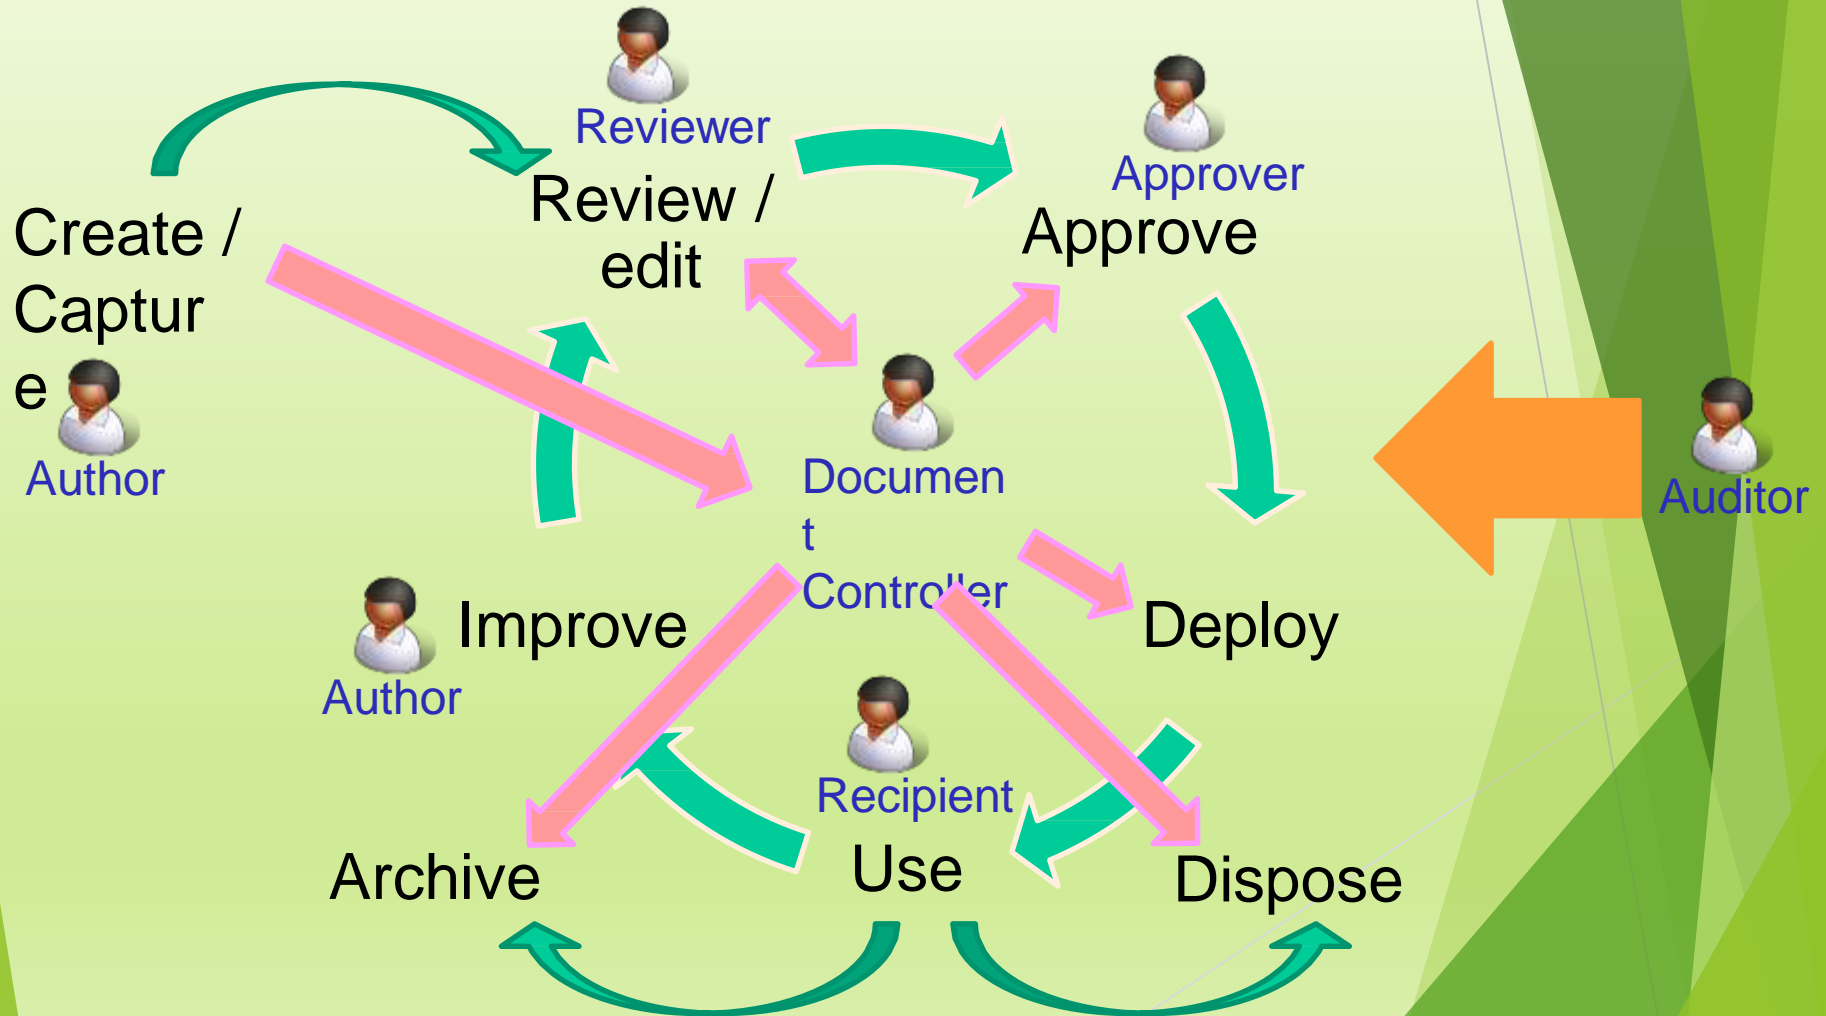 Reviewer
Approver
Review /
edit
Approve
Create /
Captur
e
Author
Documen
t
Controller
Auditor
Improve
Author
Deploy
Recipient
Use
Archive
Dispose